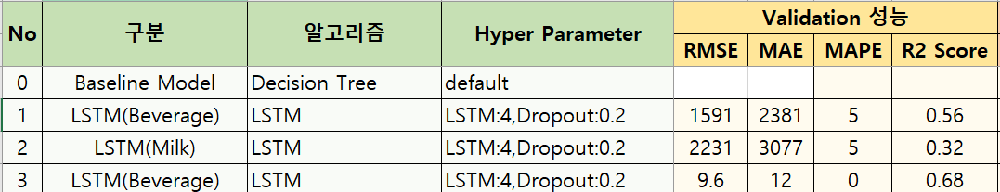 No 구분 알고리즘 Hyper Parameter Validation 성능
RMSE MAE MAPE R2 Score
0 Baseline Model Decision Tree default
1 LSTM(Beverage) LSTM LSTM:4,Dropout:0.2 1591 2381 5 0.56
2 LSTM(Milk) LSTM LSTM:4,Dropout:0.2 2231 3077 5 0.32
3 LSTM(Beverage) LSTM LSTM:4,Dropout:0.2 9.6 12 0 0.68